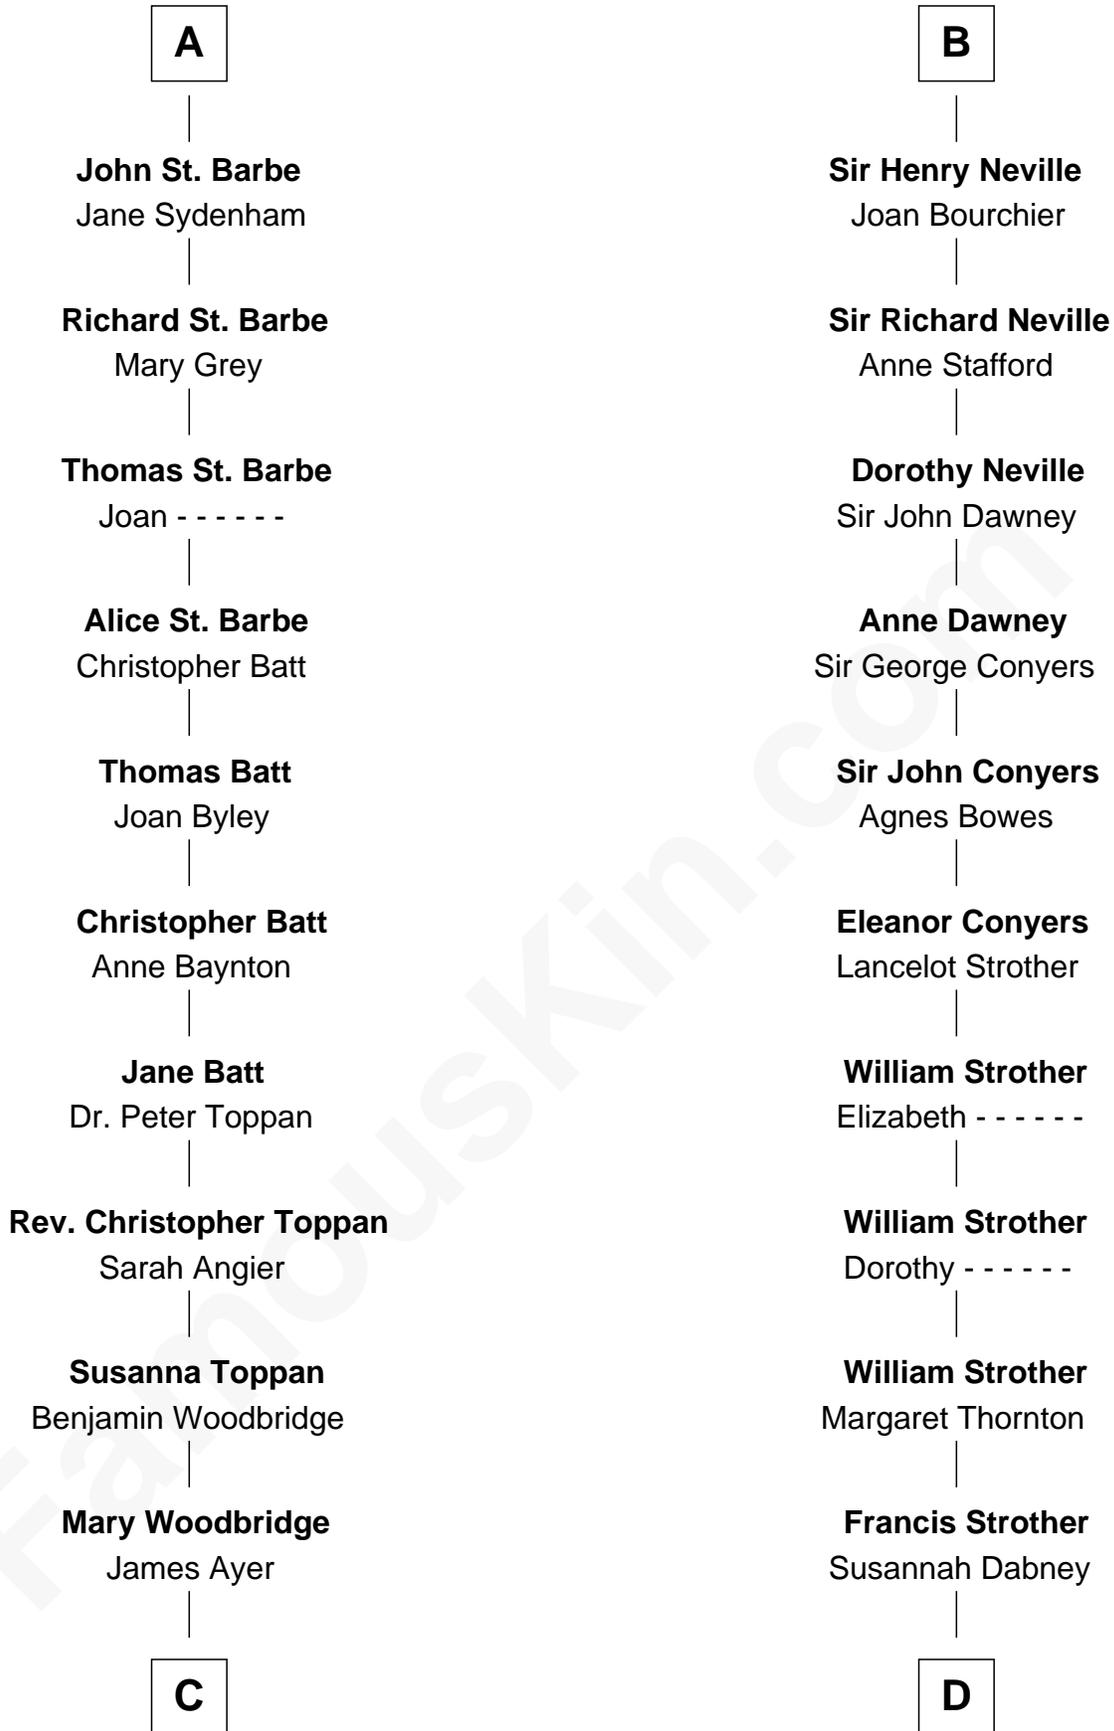 A
John St. Barbe
Jane Sydenham
Richard St. Barbe
Mary Grey
Thomas St. Barbe
Joan - - - - - -
Alice St. Barbe
Christopher Batt
Thomas Batt
Joan Byley
Christopher Batt
Anne Baynton
Jane Batt
Dr. Peter Toppan
Rev. Christopher Toppan
Sarah Angier
Susanna Toppan
Benjamin Woodbridge
Mary Woodbridge
James Ayer
C
B
Sir Henry Neville
Joan Bourchier
Sir Richard Neville
Anne Stafford
Dorothy Neville
Sir John Dawney
Anne Dawney
Sir George Conyers
Sir John Conyers
Agnes Bowes
Eleanor Conyers
Lancelot Strother
William Strother
Elizabeth - - - - - -
William Strother
Dorothy - - - - - -
William Strother
Margaret Thornton
Francis Strother
Susannah Dabney
D
FamousKin.com